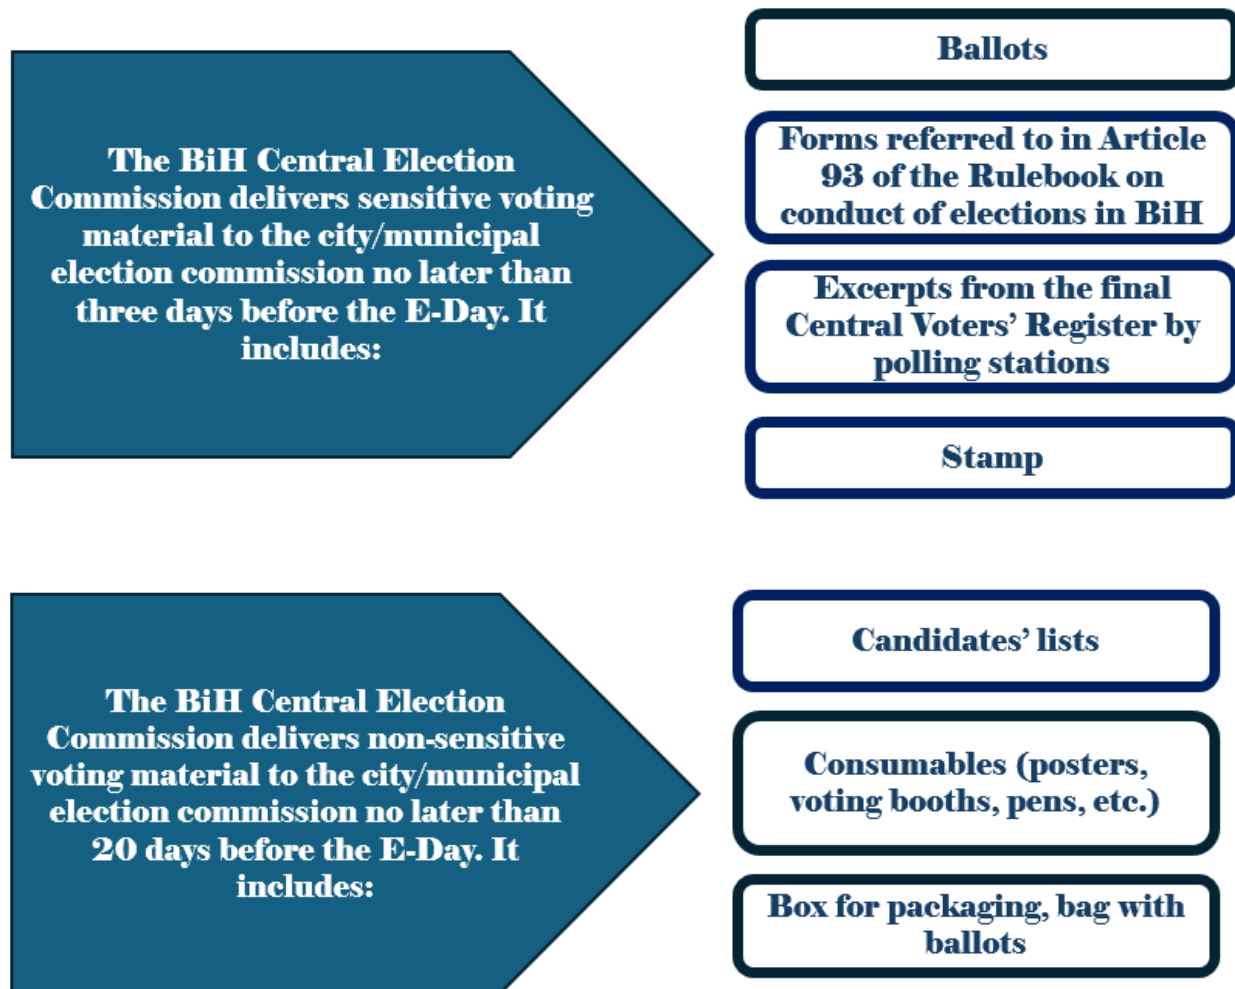 The BiH Central Election
Commission delivers sensitive voting
material to the city/municipal
election commission no later than
three days before the E-Day. It
includes:
Ballots
Forms referred to in Article
93 of the Rulebook on
conduct of elections in BiH
Excerpts from the final
Central Voters’ Register by
polling stations
Stamp
The BiH Central Election
Commission delivers non-sensitive
voting material to the city/municipal
election commission no later than
20 days before the E-Day. It
includes:
Candidates’ lists
Consumables (posters,
voting booths, pens, etc.)
Box for packaging, bag with
ballots